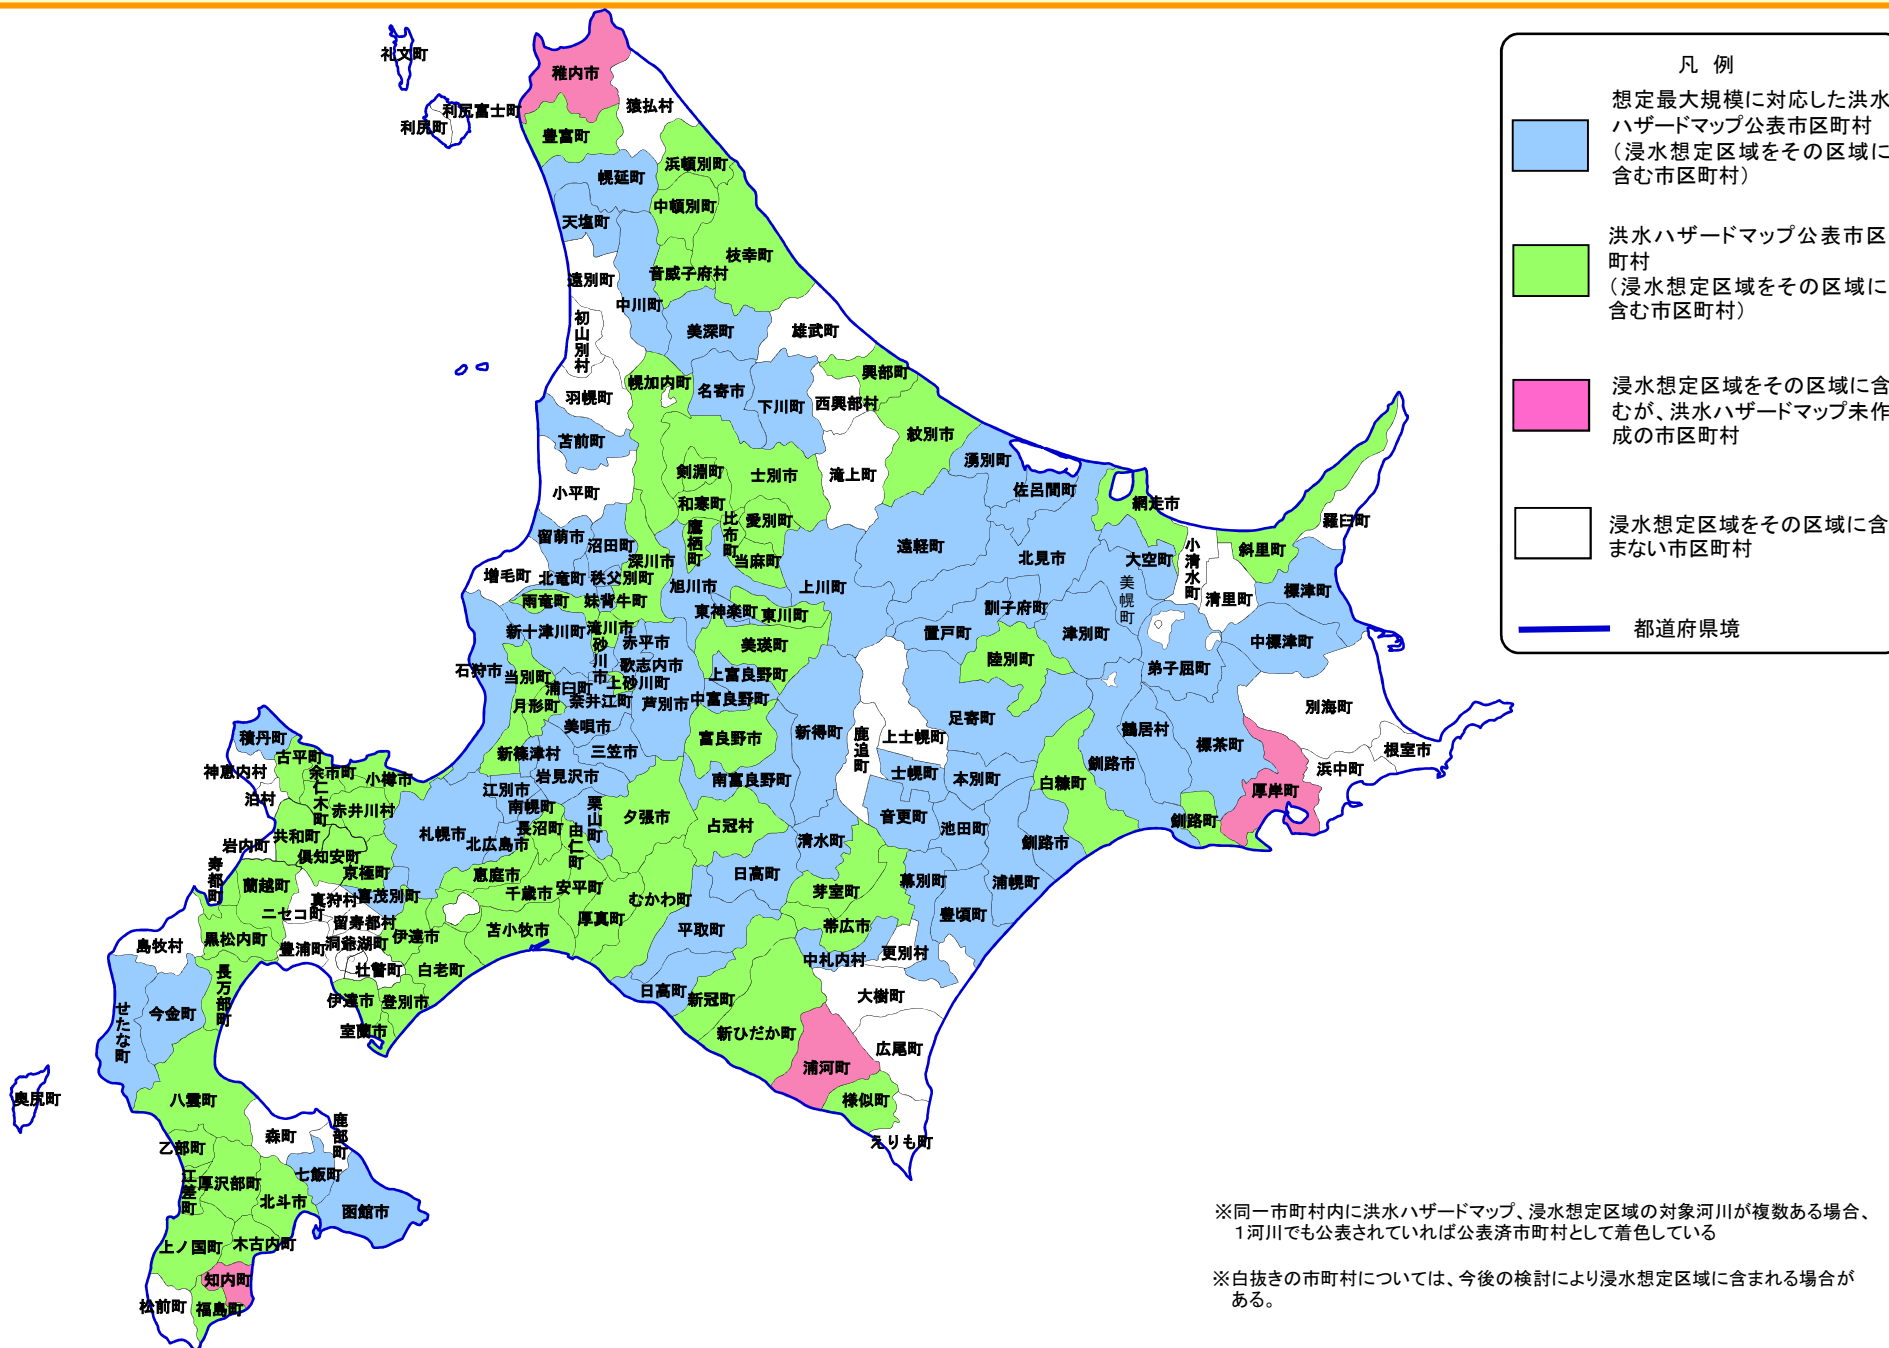 凡 例
想定最大規模に対応した洪水
ハザードマップ公表市区町村
（浸水想定区域をその区域に
含む市区町村）
洪水ハザードマップ公表市区
町村
（浸水想定区域をその区域に
含む市区町村）
浸水想定区域をその区域に含
むが、洪水ハザードマップ未作
成の市区町村
浸水想定区域をその区域に含
まない市区町村
都道府県境
礼文町
利尻富士町
利尻町
稚内市
猿払村
豊富町
浜頓別町
幌延町
中頓別町
天塩町
枝幸町
音威子府村
遠別町
中川町
初山別村
美深町
雄武町
羽幌町
幌加内町
名寄市
下川町
興部町
西興部村
紋別市
苫前町
滝上町
湧別町
佐呂間町
小平町
剣淵町
士別市
和寒町
愛別町
比布町
鷹栖町
当麻町
留萌市
沼田町
深川市
増毛町
北竜町
秩父別町
旭川市
上川町
遠軽町
北見市
網走市
大空町
美幌町
小清水町
清里町
斜里町
羅臼町
標津町
中標津町
雨竜町
妹背牛町
東神楽町
東川町
訓子府町
置戸町
津別町
新十津川町
滝川市
赤平市
砂川市
美瑛町
陸別町
弟子屈町
石狩市
当別町
歌志内市
上砂川町
上富良野町
浦臼町
奈井江町
芦別市
中富良野町
月形町
美唄市
富良野市
新得町
鹿追町
上士幌町
足寄町
鶴居村
標茶町
別海町
根室市
浜中町
厚岸町
新篠津村
三笠市
岩見沢市
南富良野町
士幌町
本別町
白糠町
釧路市
釧路町
積丹町
古平町
余市町
小樽市
神恵内村
仁木町
泊村
赤井川村
江別市
南幌町
栗山町
夕張市
占冠村
音更町
池田町
釧路市
札幌市
長沼町
由仁町
北広島市
清水町
岩内町
共和町
倶知安町
京極町
恵庭市
千歳市
安平町
日高町
芽室町
幕別町
浦幌町
寿都町
蘭越町
喜茂別町
真狩村
ニセコ町
留寿都村
むかわ町
厚真町
平取町
帯広市
豊頃町
黒松内町
豊浦町
洞爺湖町
伊達市
苫小牧市
中札内村
更別村
島牧村
壮瞥町
白老町
大樹町
長万部町
伊達市
登別市
日高町
新冠町
今金町
せたな町
室蘭市
新ひだか町
広尾町
浦河町
様似町
えりも町
奥尻町
八雲町
森町
鹿部町
乙部町
七飯町
江差町
厚沢部町
北斗市
函館市
上ノ国町
木古内町
知内町
松前町
福島町
※同一市町村内に洪水ハザードマップ、浸水想定区域の対象河川が複数ある場合、
1河川でも公表されていれば公表済市町村として着色している
※白抜きの市町村については、今後の検討により浸水想定区域に含まれる場合が
ある。